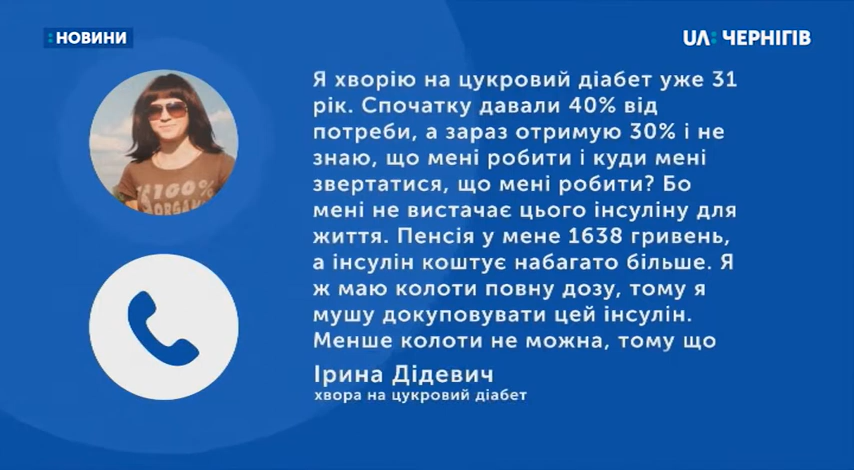 :НОВИНИ
UA: ЧЕРНІГІВ
Я хворію на цукровий діабет уже 31
рік. Спочатку давали 40% від
потреби, а зараз отримую 30% і не
знаю, що мені робити і куди мені
звертатися, що мені робити? Бо
мені не вистачає цього інсуліну для
життя. Пенсія у мене 1638 гривень,
а інсулін коштує набагато більше. Я
ж маю колоти повну дозу, тому я
мушу докуповувати цей інсулін.
Менше колоти не можна, тому що
Ірина Дідевич
хвора на цукровий діабет
100%
ORGANI